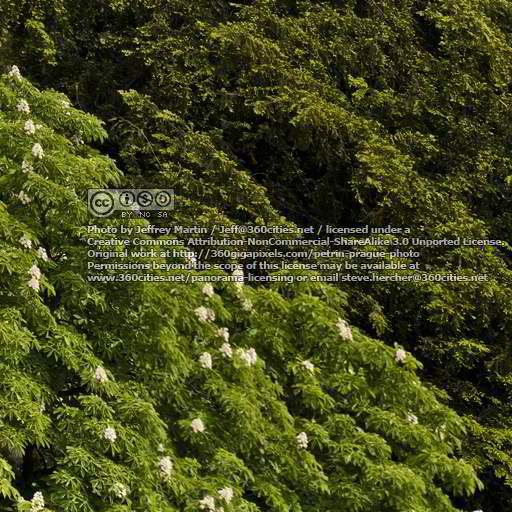 cc
BY NC SA
Photo by Jeffrey Martin / Jeff@360cities.net / licensed under a
Creative Commons Attribution-NonCommercial-ShareAlike 3.0 Unported License.
Original work at http://360gigapixels.com/petrin-prague-photo
Permissions beyond the scope of this license may be available at
www.360cities.net/panorama-licensing or email steve.hercher@360cities.net